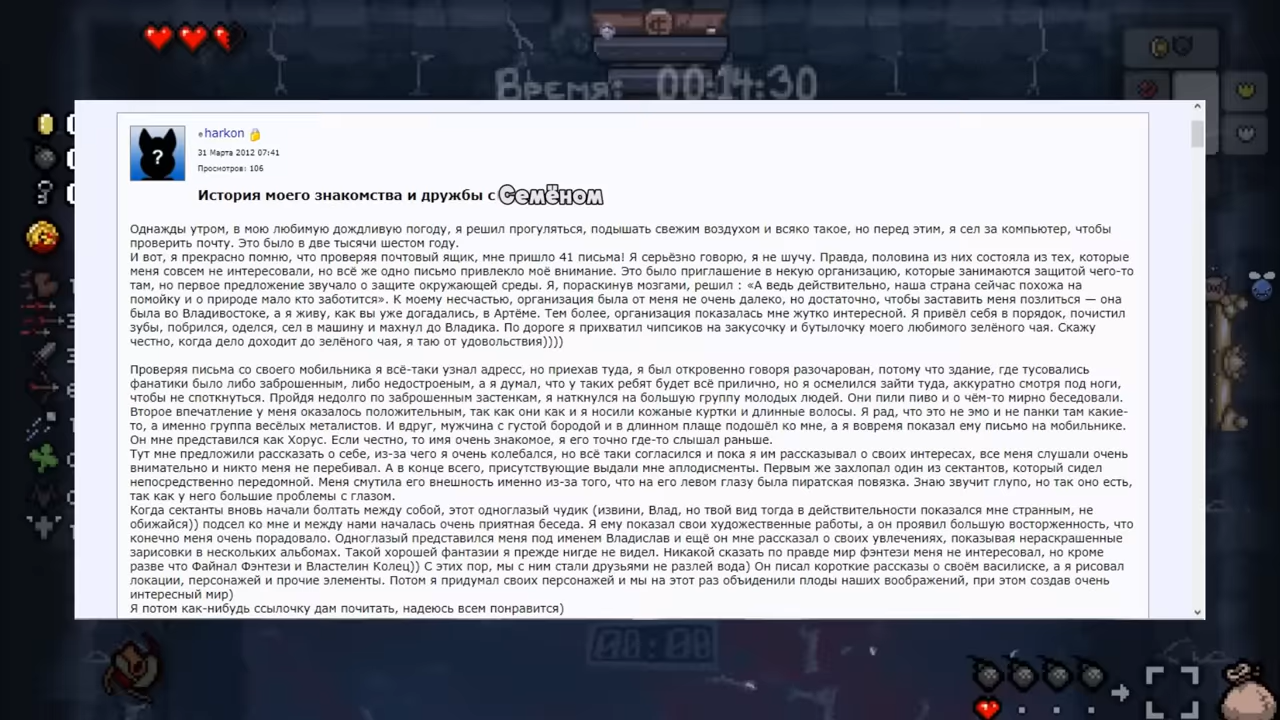 Время: 00:14:30
harkon
31 Марта 2012 07:41
Просмотров: 106
История моего знакомства и дружбы с Семёном
Однажды утром, в мою любимую дождливую погоду, я решил прогуляться, подышать свежим воздухом и всяко такое, но перед этим, я сел за компьютер, чтобы
проверить почту. Это было в две тысячи шестом году.
И вот, я прекрасно помню, что проверяя почтовый ящик, мне пришло 41 письма! Я серьёзно говорю, я не шучу. Правда, половина из них состояла из тех, которые
меня совсем не интересовали, но всё же одно письмо привлекло моё внимание. Это было приглашение в некую организацию, которые занимаются защитой чего-то
там, но первое предложение звучало о защите окружающей среды. Я, пораскинув мозгами, решил : «А ведь действительно, наша страна сейчас похожа на
помойку и о природе мало кто заботится». К моему несчастью, организация была от меня не очень далеко, но достаточно, чтобы заставить меня позлиться — она
была во Владивостоке, а я живу, как вы уже догадались, в Артёме. Тем более, организация показалась мне жутко интересной. Я привёл себя в порядок, почистил
зубы, побрился, оделся, сел в машину и махнул до Владика. По дороге я прихватил чипсиков на закусочку и бутылочку моего любимого зелёного чая. Скажу
честно, когда дело доходит до зелёного чая, я таю от удовольствия))))
Проверяя письма со своего мобильника я всё-таки узнал адресс, но приехав туда, я был откровенно говоря разочарован, потому что здание, где тусовались
фанатики было либо заброшенным, либо недостроеным, а я думал, что у таких ребят будет всё прилично, но я осмелился зайти туда, аккуратно смотря под ноги,
чтобы не споткнуться. Пройдя недолго по заброшенным застенкам, я наткнулся на большую группу молодых людей. Они пили пиво и о чём-то мирно беседовали.
Второе впечатление у меня оказалось положительным, так как они как и я носили кожаные куртки и длинные волосы. Я рад, что это не эмо и не панки там какие-
то, а именно группа весёлых металистов. И вдруг, мужчина с густой бородой и в длинном плаще подошёл ко мне, а я вовремя показал ему письмо на мобильнике.
Он мне представился как Хорус. Если честно, то имя очень знакомое, я его точно где-то слышал раньше.
Тут мне предложили рассказать о себе, из-за чего я очень колебался, но всё таки согласился и пока я им рассказывал о своих интересах, все меня слушали очень
внимательно и никто меня не перебивал. А в конце всего, присутствующие выдали мне аплодисменты. Первым же захлопал один из сектантов, который сидел
непосредственно передомной. Меня смутила его внешность именно из-за того, что на его левом глазу была пиратская повязка. Знаю звучит глупо, но так оно есть,
так как у него большие проблемы с глазом.
Когда сектанты вновь начали болтать между собой, этот одноглазый чудик (извини, Влад, но твой вид тогда в действительности показался мне странным, не
обижайся)) подсел ко мне и между нами началась очень приятная беседа. Я ему показал свои художественные работы, а он проявил большую восторженность, что
конечно меня очень порадовало. Одноглазый представился меня под именем Владислав и ещё он мне рассказал о своих увлечениях, показывая нераскрашенные
зарисовки в нескольких альбомах. Такой хорошей фантазии я прежде нигде не видел. Никакой сказать по правде мир фэнтези меня не интересовал, но кроме
разве что Файнал Фэнтези и Властелин Колец)) С этих пор, мы с ним стали друзьями не разлей вода) Он писал короткие рассказы о своём василиске, а я рисовал
локации, персонажей и прочие элементы. Потом я придумал своих персонажей и мы на этот раз объиденили плоды наших воображений, при этом создав очень
интересный мир)
Я потом как-нибудь ссылочку дам почитать, надеюсь всем понравится)
00:00